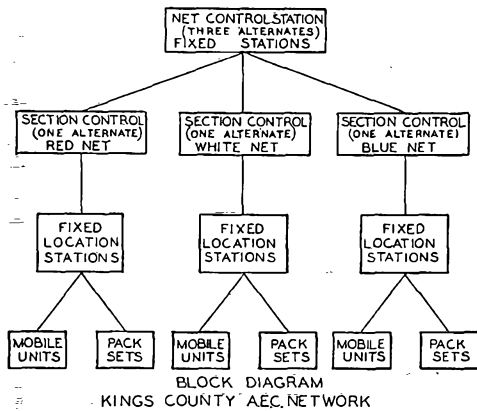 NET CONTROL STATION
(THREE ALTERNATES)
FIXED STATIONS
SECTION CONTROL
(ONE ALTERNATE)
RED NET
SECTION CONTROL
(ONE ALTERNATE)
WHITE NET
SECTION CONTROL
(ONE ALTERNATE)
BLUE NET
FIXED
LOCATION
STATIONS
FIXED
LOCATION
STATIONS
FIXED
LOCATION
STATIONS
MOBILE
UNITS
PACK
SETS
MOBILE
UNITS
PACK
SETS
MOBILE
UNITS
PACK
SETS
BLOCK DIAGRAM
KINGS COUNTY AEC NETWORK